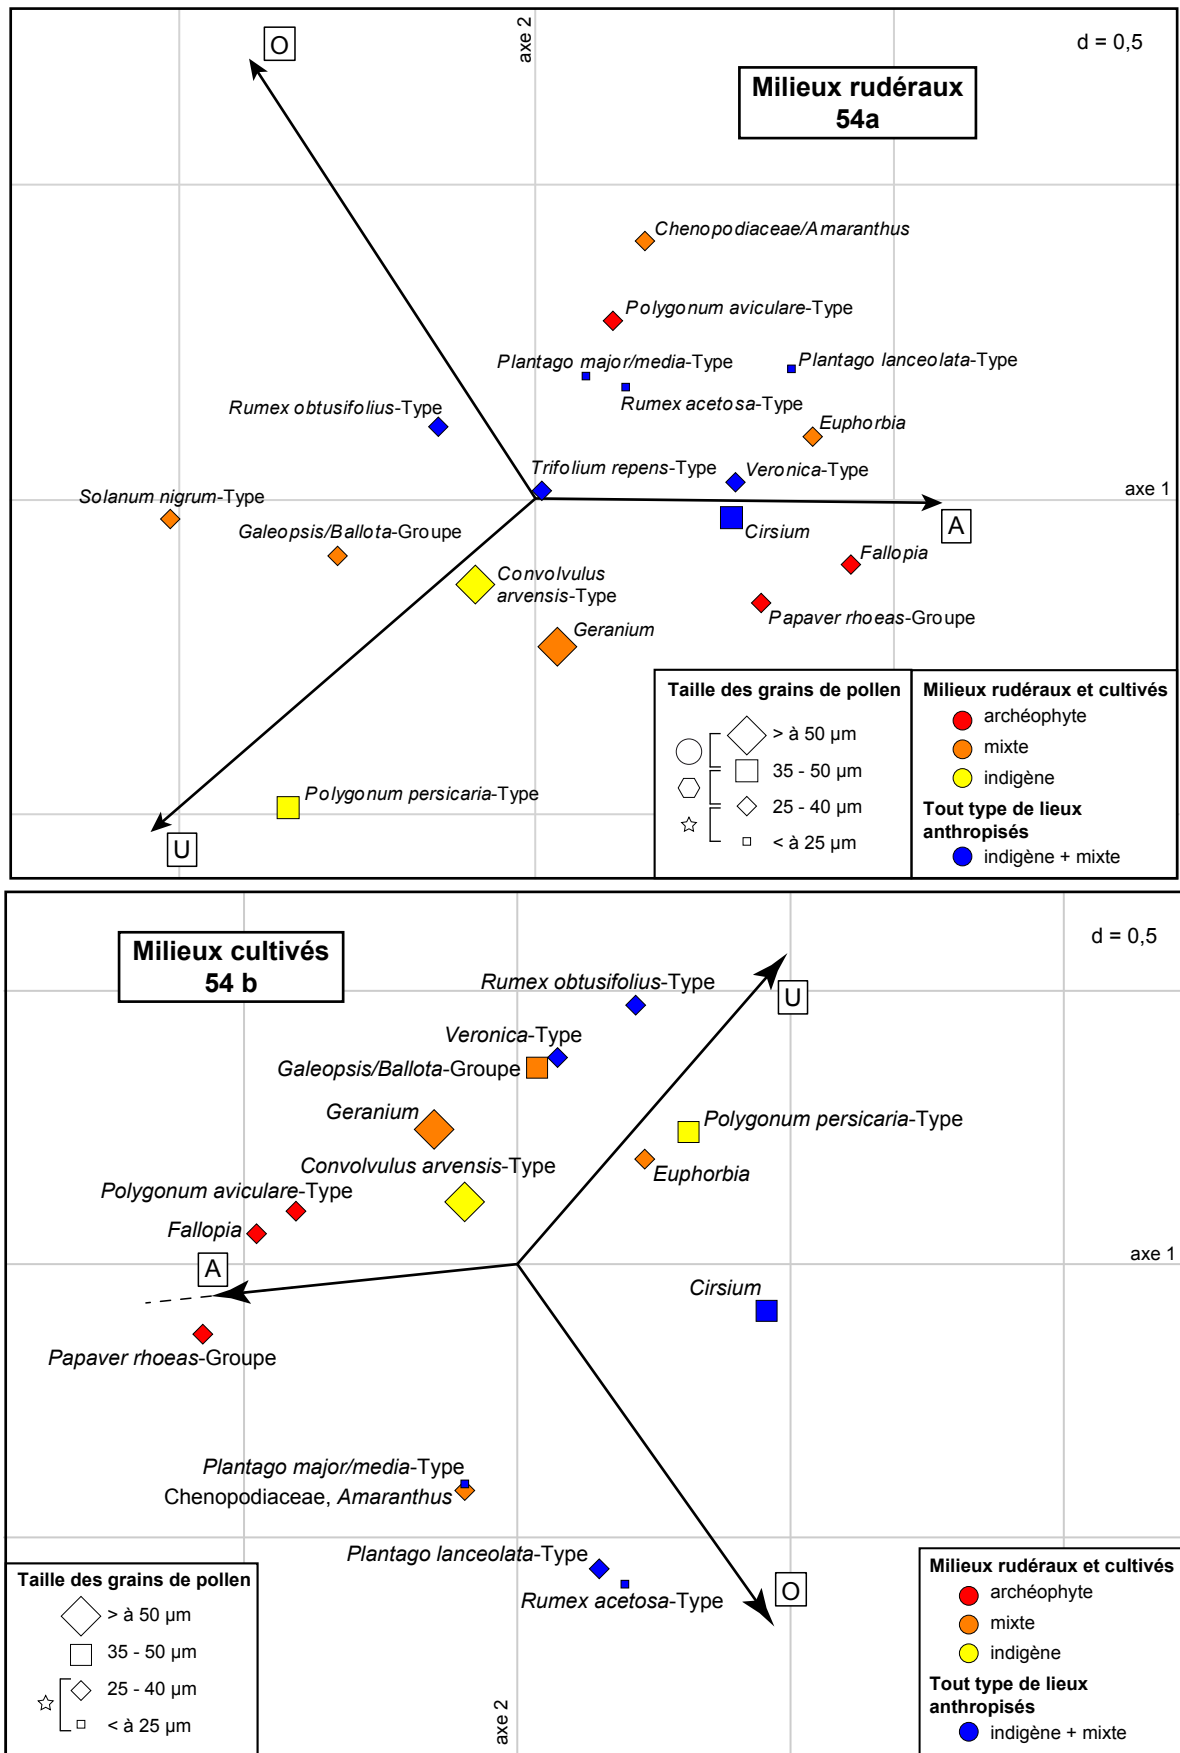 O
axe 2
d = 0,5
Milieux rudéraux
54a
Chenopodiaceae/Amaranthus
Polygonum aviculare-Type
Plantago major/media-Type
Plantago lanceolata-Type
Rumex acetosa-Type
Rumex obtusifolius-Type
Euphorbia
Trifolium repens-Type
Veronica-Type
Solanum nigrum-Type
axe 1
Galeopsis/Ballota-Groupe
Cirsium
A
Fallopia
Convolvulus
arvensis-Type
Papaver rhoeas-Groupe
Geranium
Polygonum persicaria-Type
U
Taille des grains de pollen
> à 50 µm
35 - 50 µm
25 - 40 µm
< à 25 µm
Milieux rudéraux et cultivés
archéophyte
mixte
indigène
Tout type de lieux
anthropisés
indigène + mixte
Milieux cultivés
54 b
d = 0,5
Rumex obtusifolius-Type
U
Veronica-Type
Galeopsis/Ballota-Groupe
Geranium
Polygonum persicaria-Type
Convolvulus arvensis-Type
Euphorbia
Polygonum aviculare-Type
Fallopia
axe 1
A
Cirsium
Papaver rhoeas-Groupe
Plantago major/media-Type
Chenopodiaceae, Amaranthus
Plantago lanceolata-Type
Rumex acetosa-Type
O
axe 2
Taille des grains de pollen
> à 50 µm
35 - 50 µm
25 - 40 µm
< à 25 µm
Milieux rudéraux et cultivés
archéophyte
mixte
indigène
Tout type de lieux
anthropisés
indigène + mixte